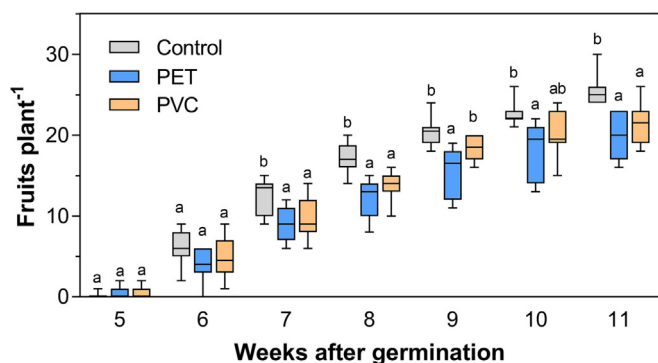 Fruits plant-1
30
20
10
0
Control
PET
PVC
a a a
a a a
b a a
b a a
b a b
b a ab
b a a
5 6 7 8 9 10 11
Weeks after germination